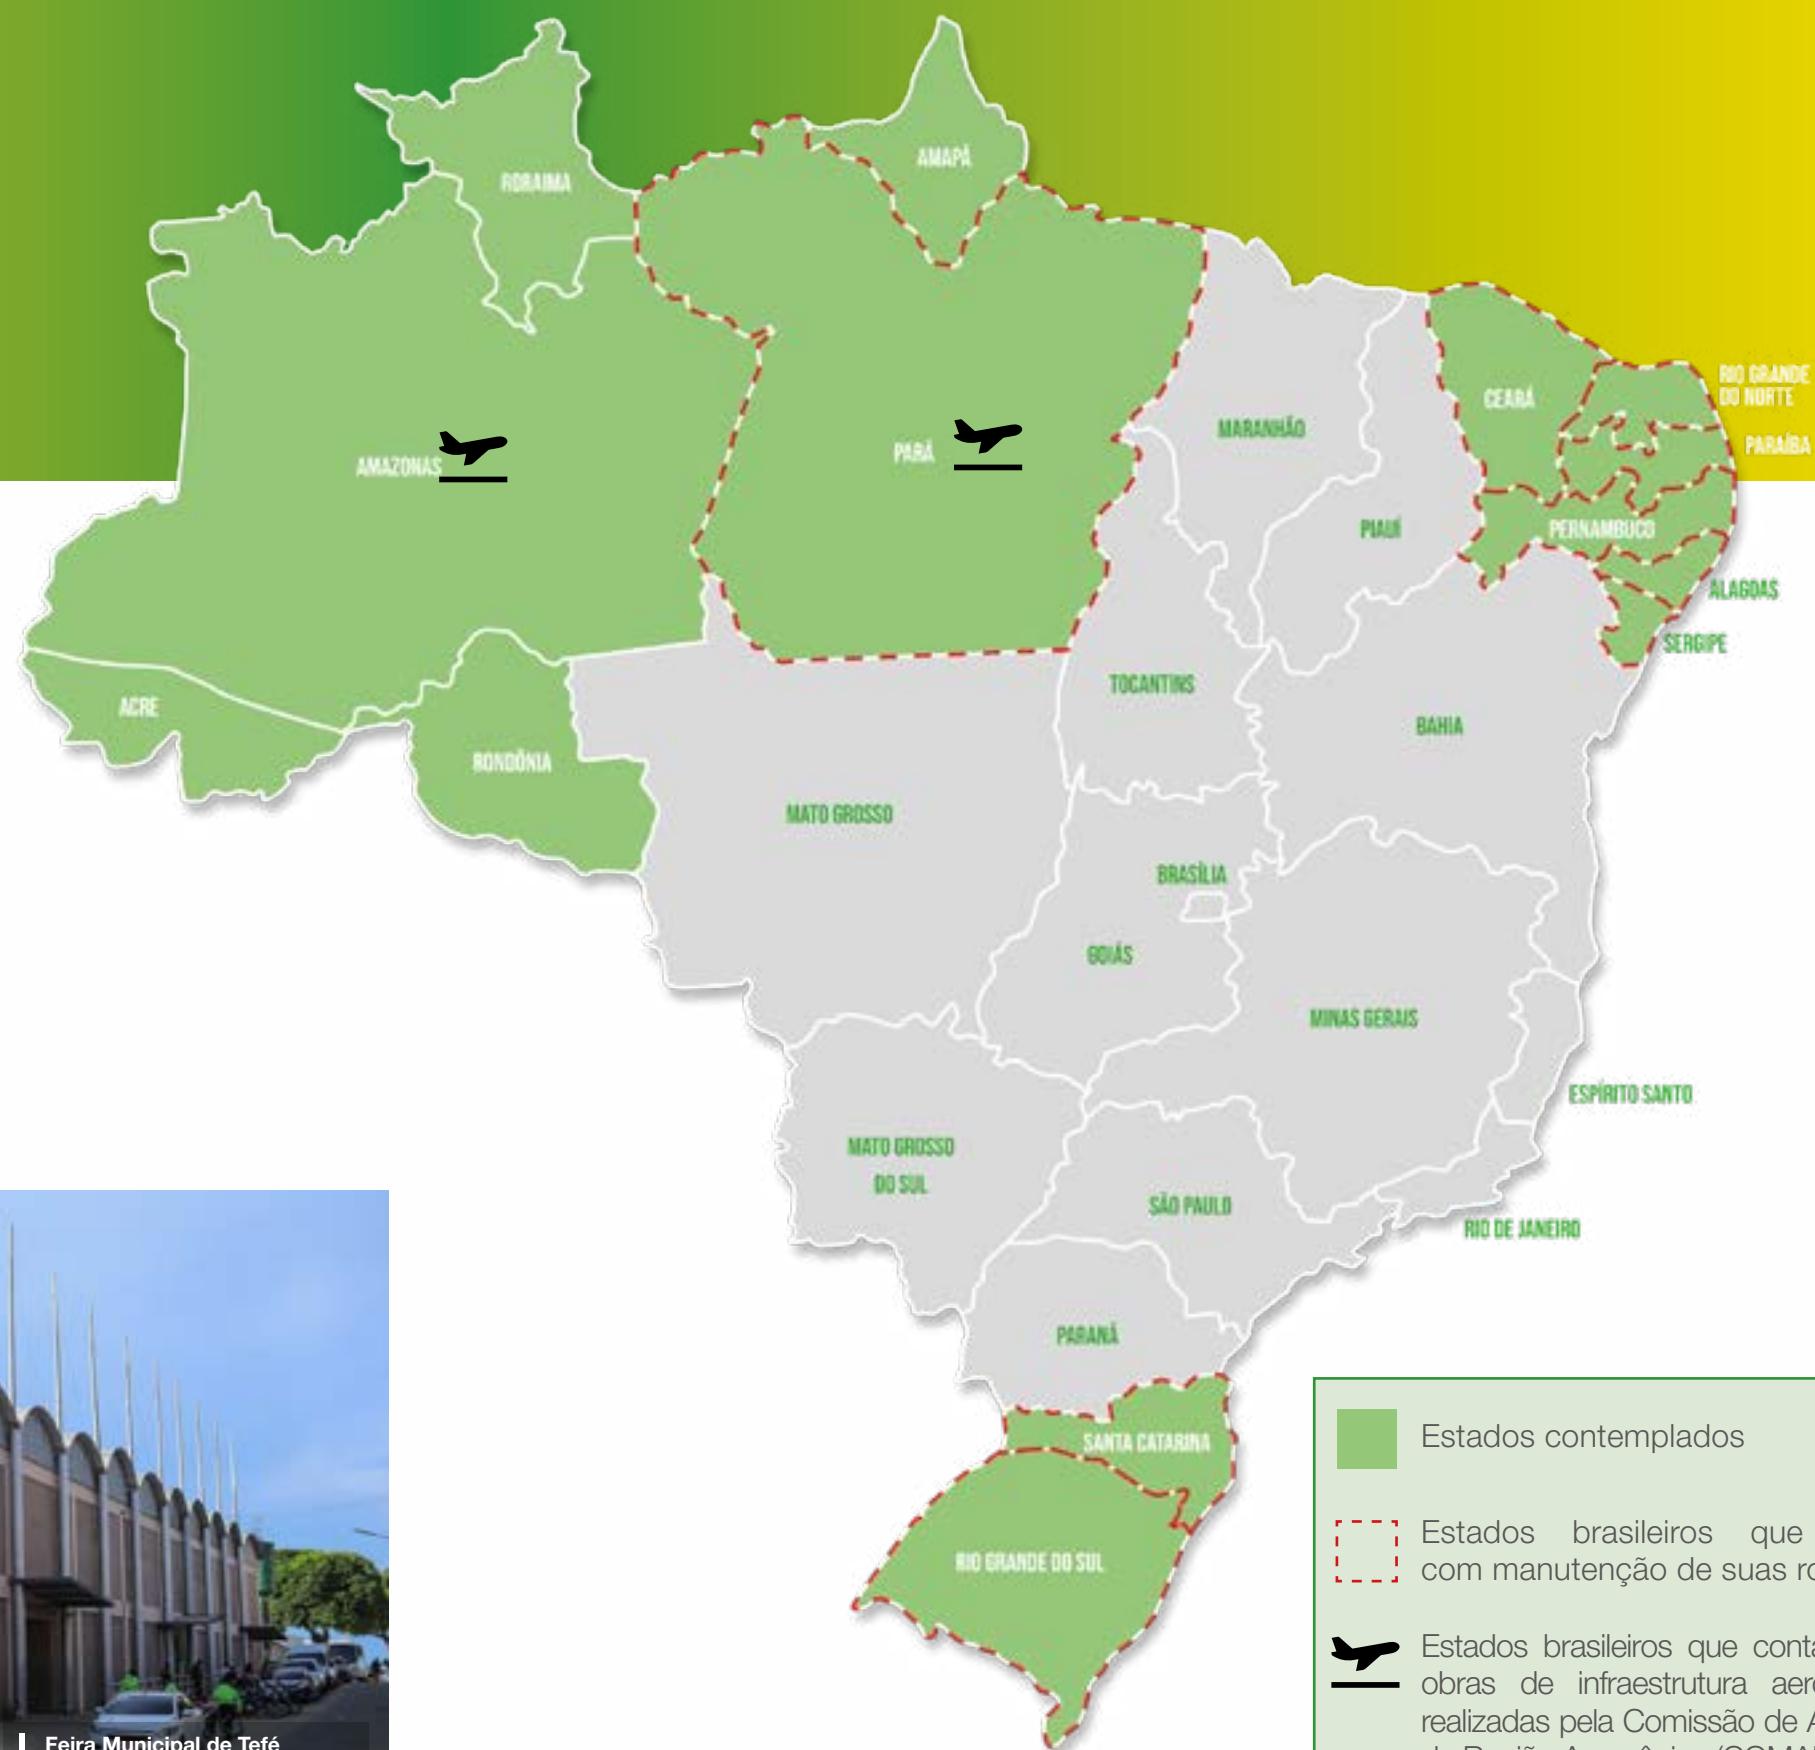 RORAIMA
AMAPÁ
AMAZONAS
PARÁ
MARANHÃO
CEARÁ
RIO GRANDE
DO NORTE
PARAÍBA
PIAUÍ
PERNAMBUCO
ALAGOAS
SERGIPE
ACRE
RONDÔNIA
TOCANTINS
BAHIA
MATO GROSSO
BRASÍLIA
GOIÁS
MINAS GERAIS
ESPÍRITO SANTO
MATO GROSSO
DO SUL
SÃO PAULO
RIO DE JANEIRO
PARANÁ
SANTA CATARINA
RIO GRANDE DO SUL
Estados contemplados
Estados brasileiros que
com manutenção de suas
Estados brasileiros que
obras de infraestrutura
realizadas pela Comissão de
Feira Municipal de Tefé